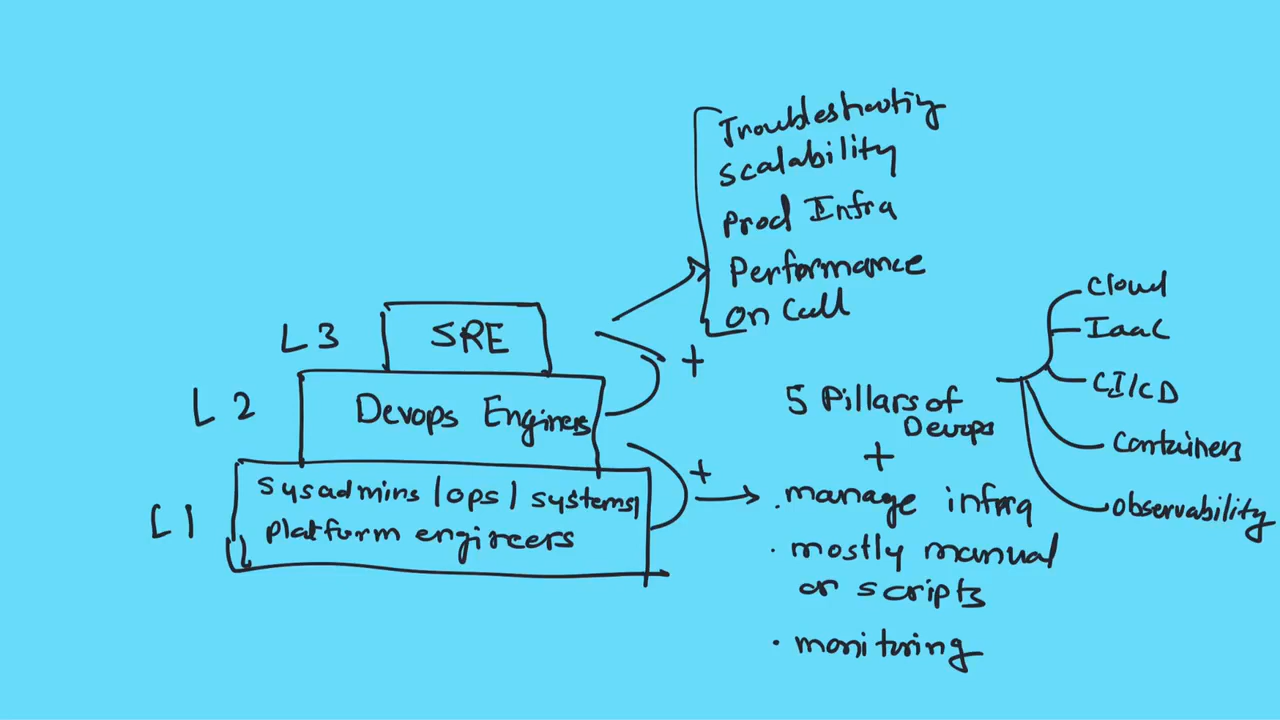 Troubleshooting
Scalability
Prod Infra
Performance
On Call
L3 SRE
+
L2 Devops Enginers
+
L1 sysadmins/ops/systems/
platform engineers
5 Pillars of
Devops
+
. manage infra
. mostly manual
or scripts
. monitoring
Cloud
IaaC
CI/CD
Containers
Observability